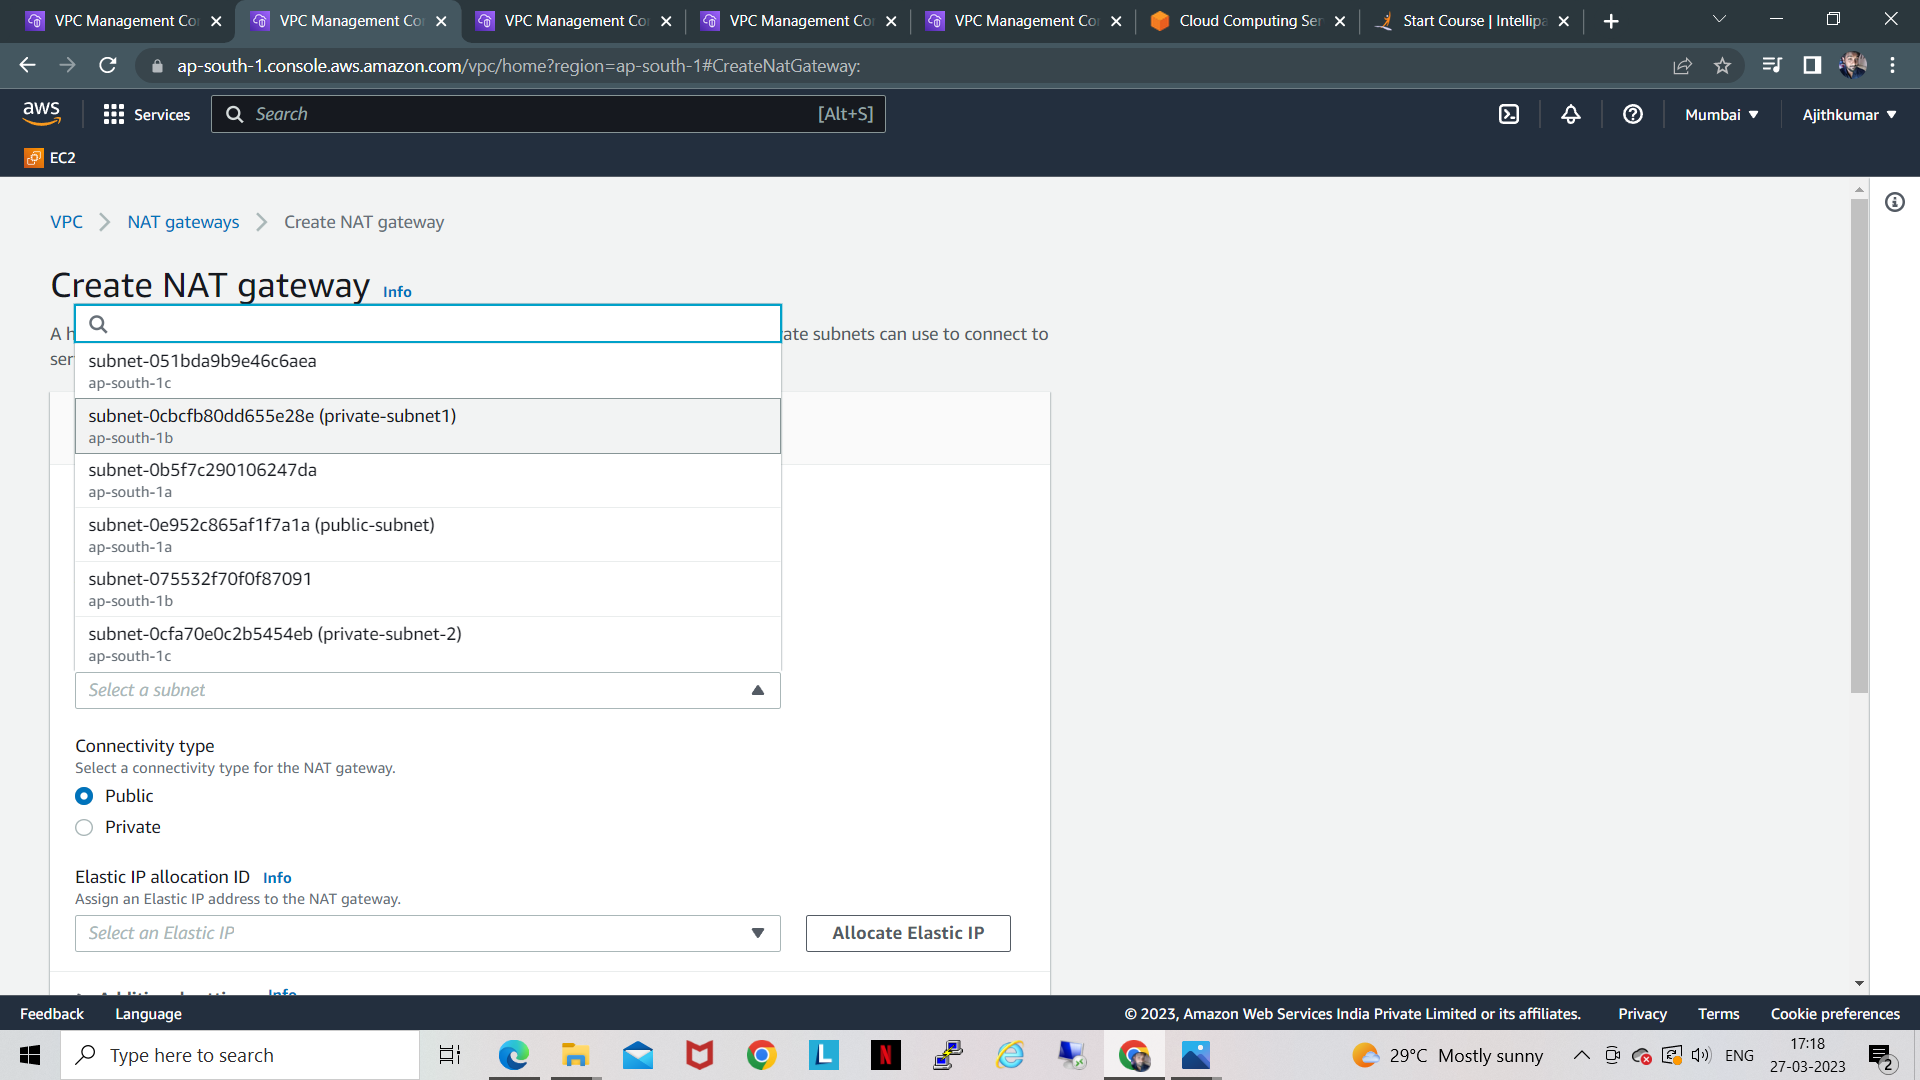 VPC Management Co
VPC Management Co
VPC Management Co
VPC Management Co
VPC Management Co
Cloud Computing Ser
Start Course | Intellipa
ap-south-1.console.aws.amazon.com/vpc/home?region=ap-south-1#CreateNatGateway:
aws
Services
Search
[Alt+S]
Mumbai
Ajithkumar
EC2
VPC
NAT gateways
Create NAT gateway
Create NAT gateway Info
A h
ate subnets can use to connect to
ser
subnet-051bda9b9e46c6aea
ap-south-1c
subnet-0cbcfb80dd655e28e (private-subnet1)
ap-south-1b
subnet-0b5f7c290106247da
ap-south-1a
subnet-0e952c865af1f7a1a (public-subnet)
ap-south-1a
subnet-075532f70f0f87091
ap-south-1b
subnet-0cfa70e0c2b5454eb (private-subnet-2)
ap-south-1c
Select a subnet
Connectivity type
Select a connectivity type for the NAT gateway.
Public
Private
Elastic IP allocation ID Info
Assign an Elastic IP address to the NAT gateway.
Select an Elastic IP
Allocate Elastic IP
Info
Feedback
Language
© 2023, Amazon Web Services India Private Limited or its affiliates.
Privacy
Terms
Cookie preferences
Type here to search
L
N
29°C Mostly sunny
ENG
17:18
27-03-2023
2